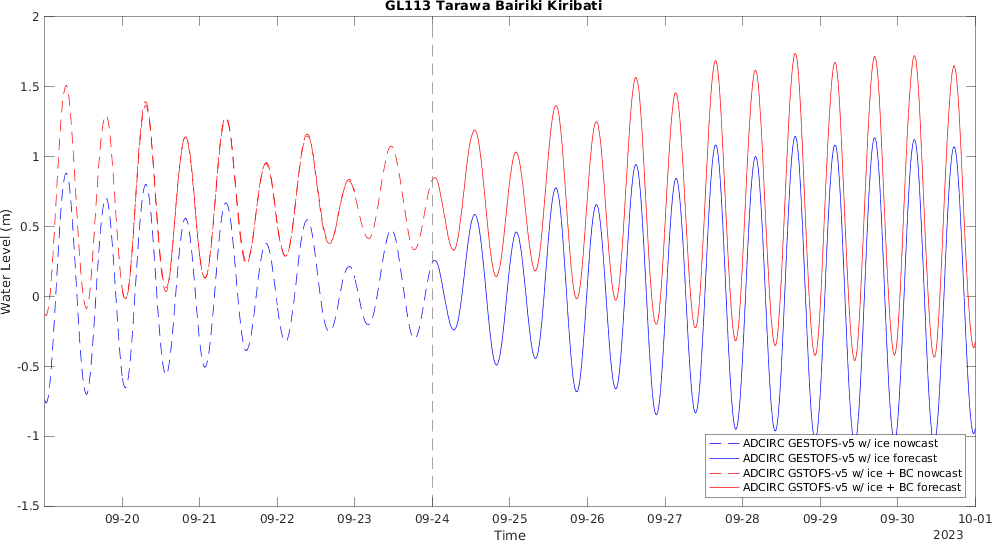 GL113 Tarawa Bairiki Kiribati
2
1.5
1
0.5
0
-0.5
-1
-1.5
Water Level (m)
ADCIRC GESTOFS-v5 w/ ice nowcast
ADCIRC GESTOFS-v5 w/ ice forecast
ADCIRC GSTOFS-v5 w/ ice + BC nowcast
ADCIRC GSTOFS-v5 w/ ice + BC forecast
09-20 09-21 09-22 09-23 09-24 09-25 09-26 09-27 09-28 09-29 09-30 10-01
Time
2023